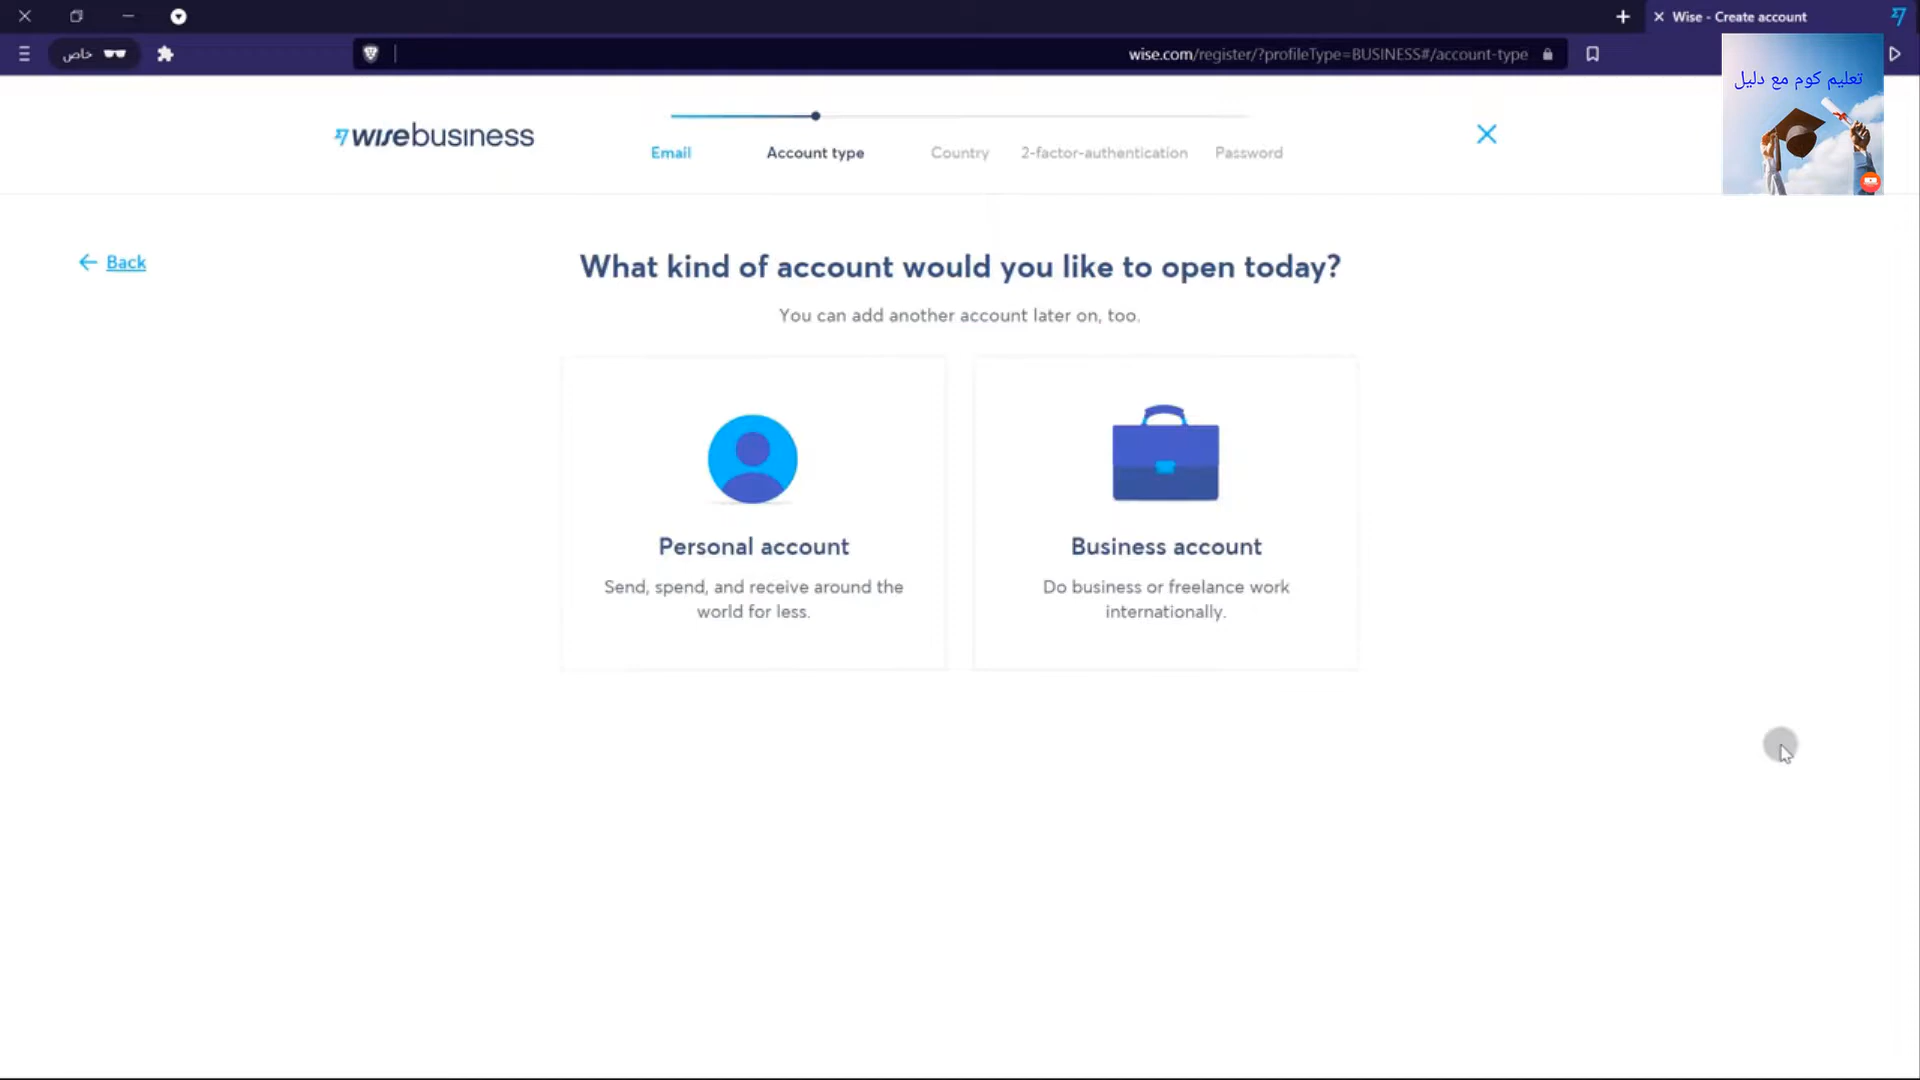 Wise - Create account
خاص
wise.com/register/?profileType=BUSINESS#/account-type
تعليم كوم مع دليل
wisebusiness
Email
Account type
Country
2-factor-authentication
Password
Back
What kind of account would you like to open today?
You can add another account later on, too.
Personal account
Send, spend, and receive around the
world for less.
Business account
Do business or freelance work
internationally.